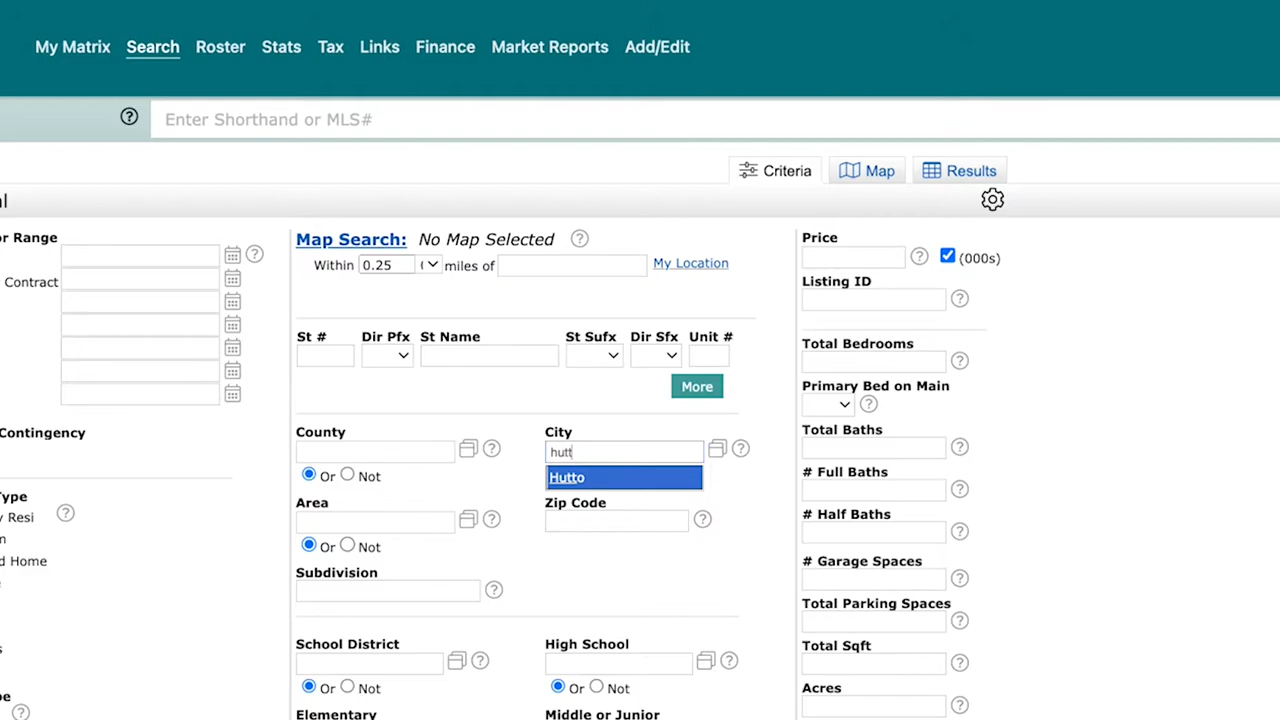 My Matrix Search Roster Stats Tax Links Finance Market Reports Add/Edit
Enter Shorthand or MLS#
Criteria Map Results
or Range
Contract
Contingency
Type
Resi
Home
Map Search: No Map Selected
Within 0.25 miles of My Location
St # Dir Pfx St Name St Sufx Dir Sfx Unit #
More
County City
hutt
Or Not Hutto
Area Zip Code
Or Not
Subdivision
School District High School
Or Not Or Not
Elementary Middle or Junior
Price
(000s)
Listing ID
Total Bedrooms
Primary Bed on Main
Total Baths
# Full Baths
# Half Baths
# Garage Spaces
Total Parking Spaces
Total Sqft
Acres